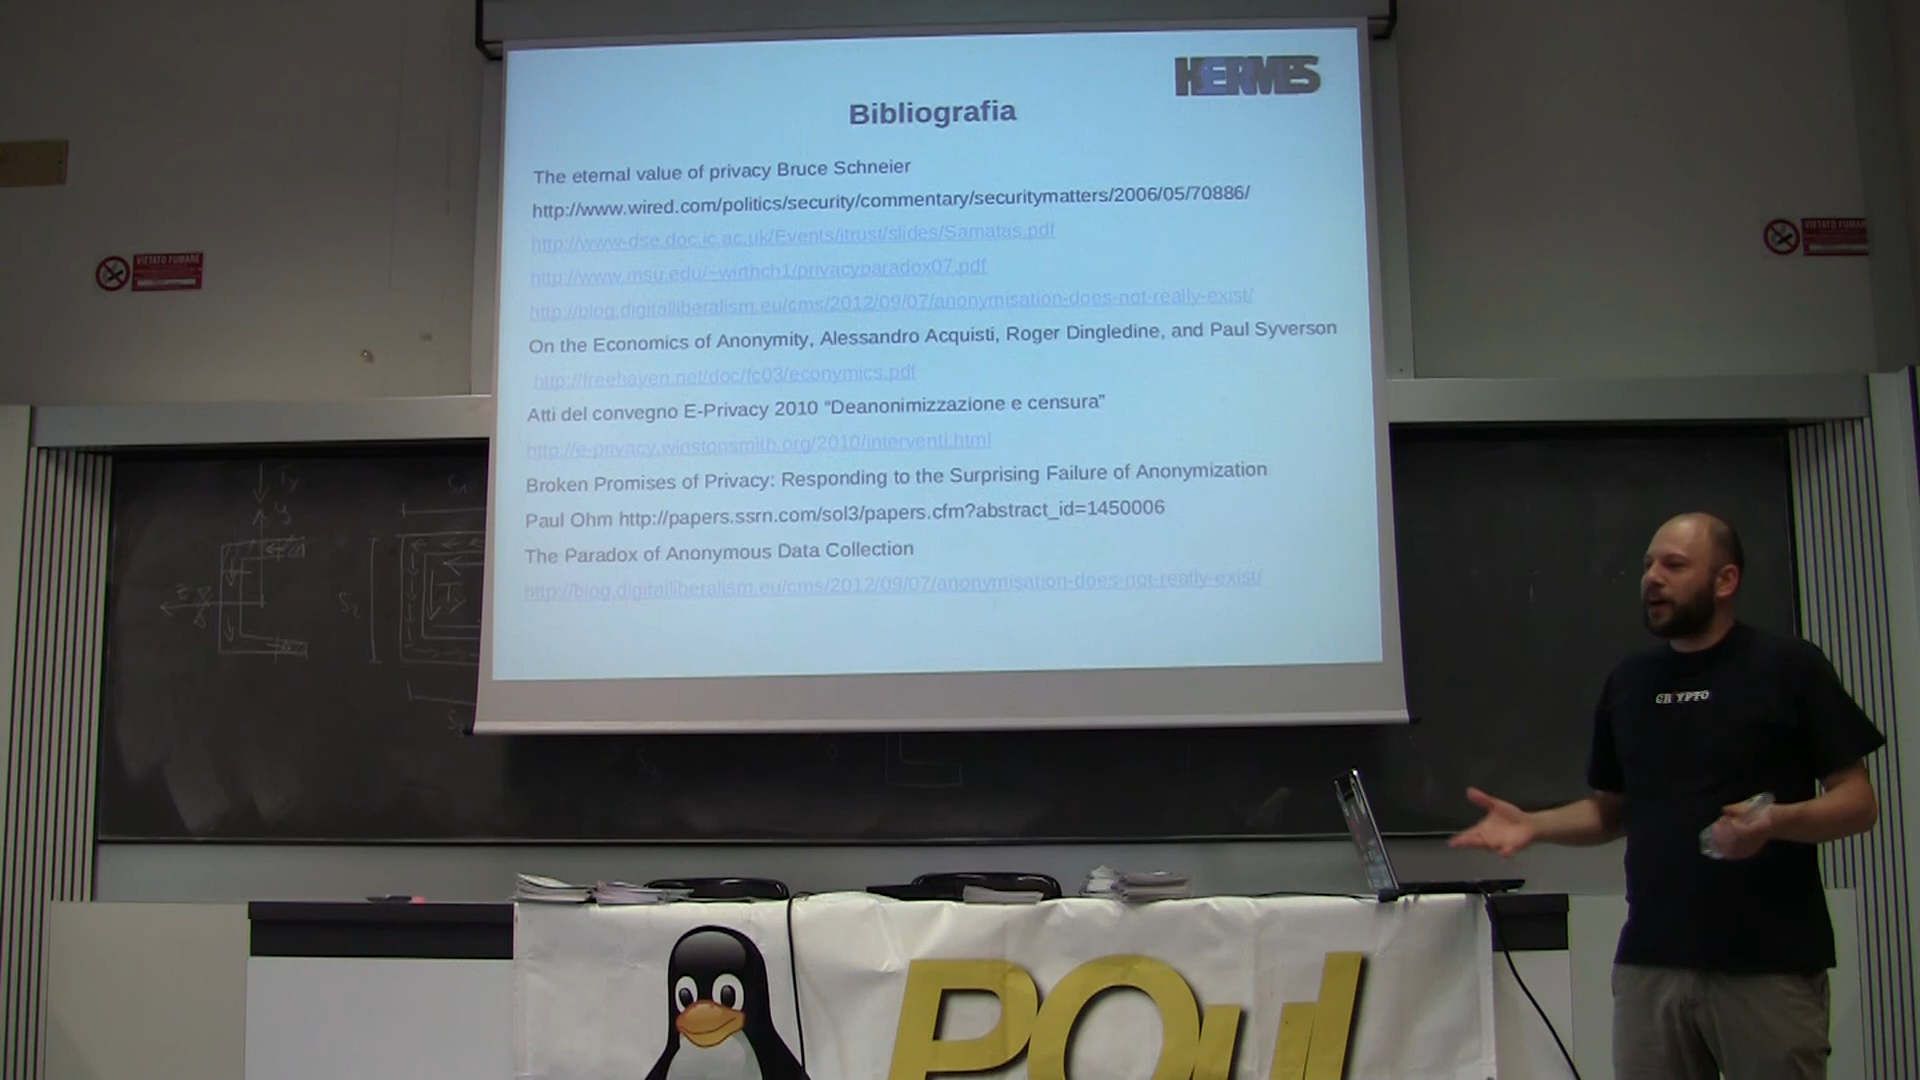 HERMES
Bibliografia
The eternal value of privacy Bruce Schneier
http://www.wired.com/politics/security/commentary/securitymatters/2006/05/70886/
http://www-dse.doc.ic.ac.uk/Events/itrust/slides/Samatas.pdf
http://www.msu.edu/~wirthch1/privacyparadox07.pdf
http://blog.digitalliberalism.eu/cms/2012/09/07/anonymisation-does-not-really-exist/
On the Economics of Anonymity, Alessandro Acquisti, Roger Dingledine, and Paul Syverson
http://freehaven.net/doc/fc03/econymics.pdf
Atti del convegno E-Privacy 2010 “Deanonimizzazione e censura”
http://e-privacy.winstonsmith.org/2010/interventi.html
Broken Promises of Privacy: Responding to the Surprising Failure of Anonymization
Paul Ohm http://papers.ssrn.com/sol3/papers.cfm?abstract_id=1450006
The Paradox of Anonymous Data Collection
http://blog.digitalliberalism.eu/cms/2012/09/07/anonymisation-does-not-really-exist/
VIETATO FUMARE
VIETATO FUMAR
CRYPTO
POul